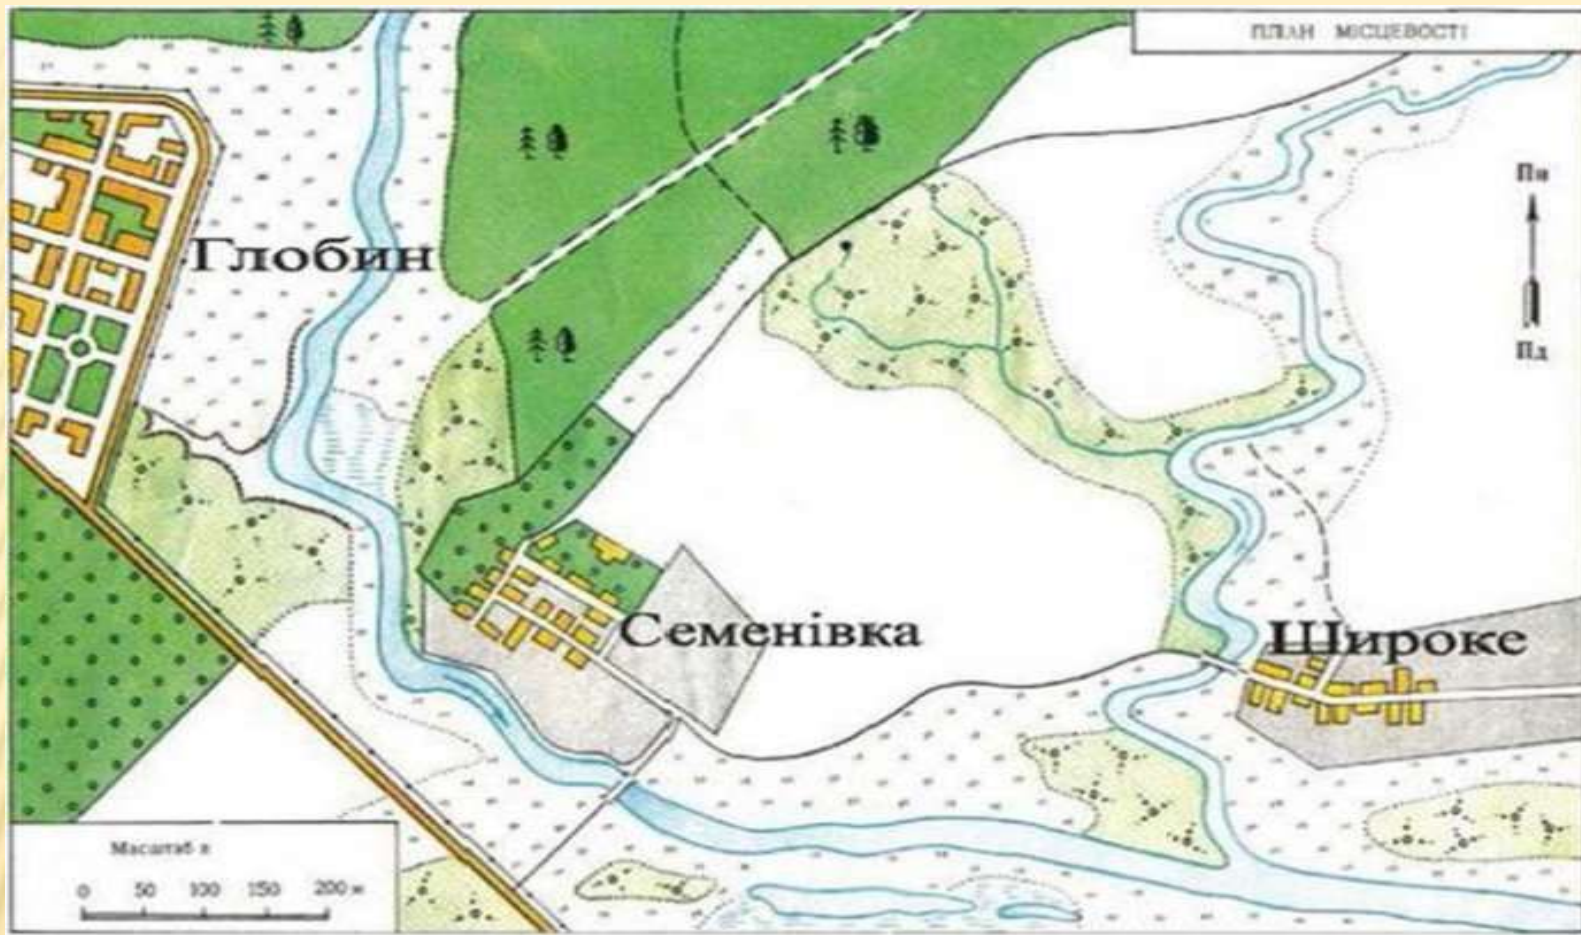 ПЛАН МІСЦЕВОСТІ
Пн
Глобин
Пд
Семенівка
Широке
Масштаб в
0 50 100 150 200 м